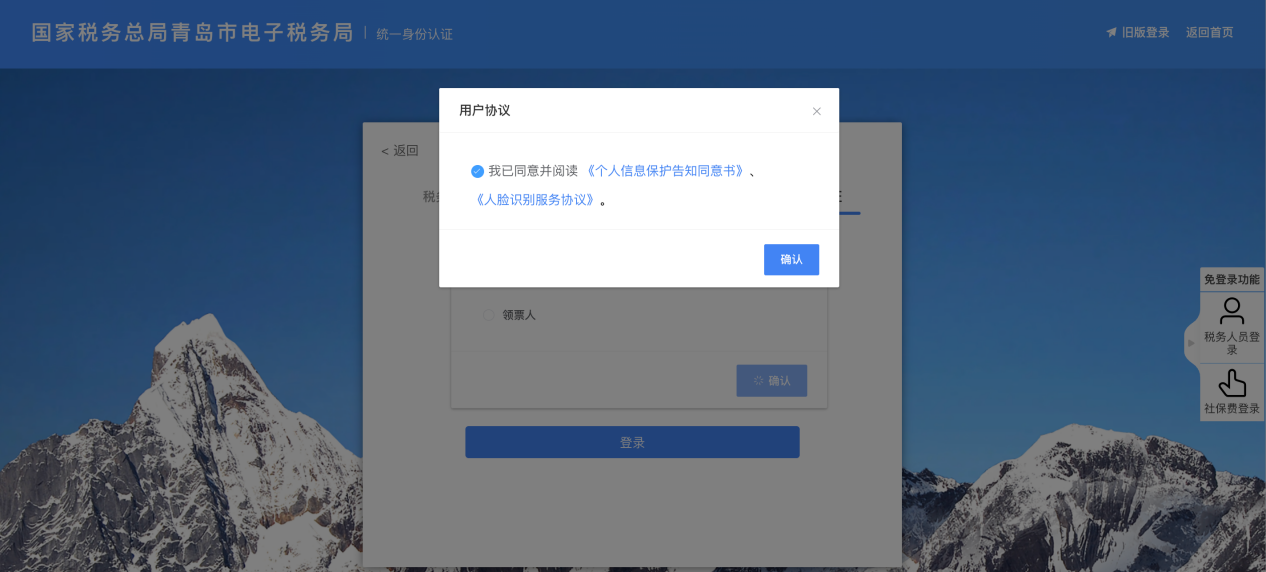 国家税务总局青岛市电子税务局 | 统一身份认证
旧版登录 返回首页
用户协议
< 返回
我已同意并阅读 《个人信息保护告知同意书》、
《人脸识别服务协议》。
确认
领票人
确认
登录
免登录功能
税务人员登
录
社保费登录